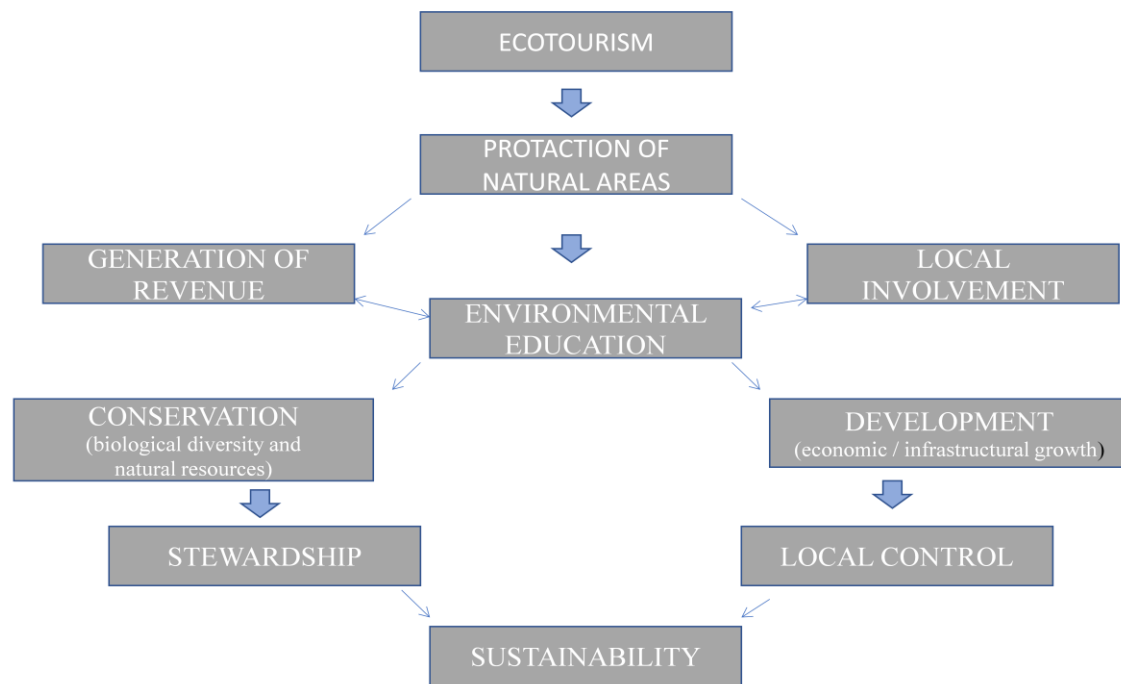 ECOTOURISM
PROTACTION OF
NATURAL AREAS
GENERATION OF
REVENUE
LOCAL
INVOLVEMENT
ENVIRONMENTAL
EDUCATION
CONSERVATION
(biological diversity and
natural resources)
DEVELOPMENT
(economic / infrastructural growth)
STEWARDSHIP
LOCAL CONTROL
SUSTAINABILITY